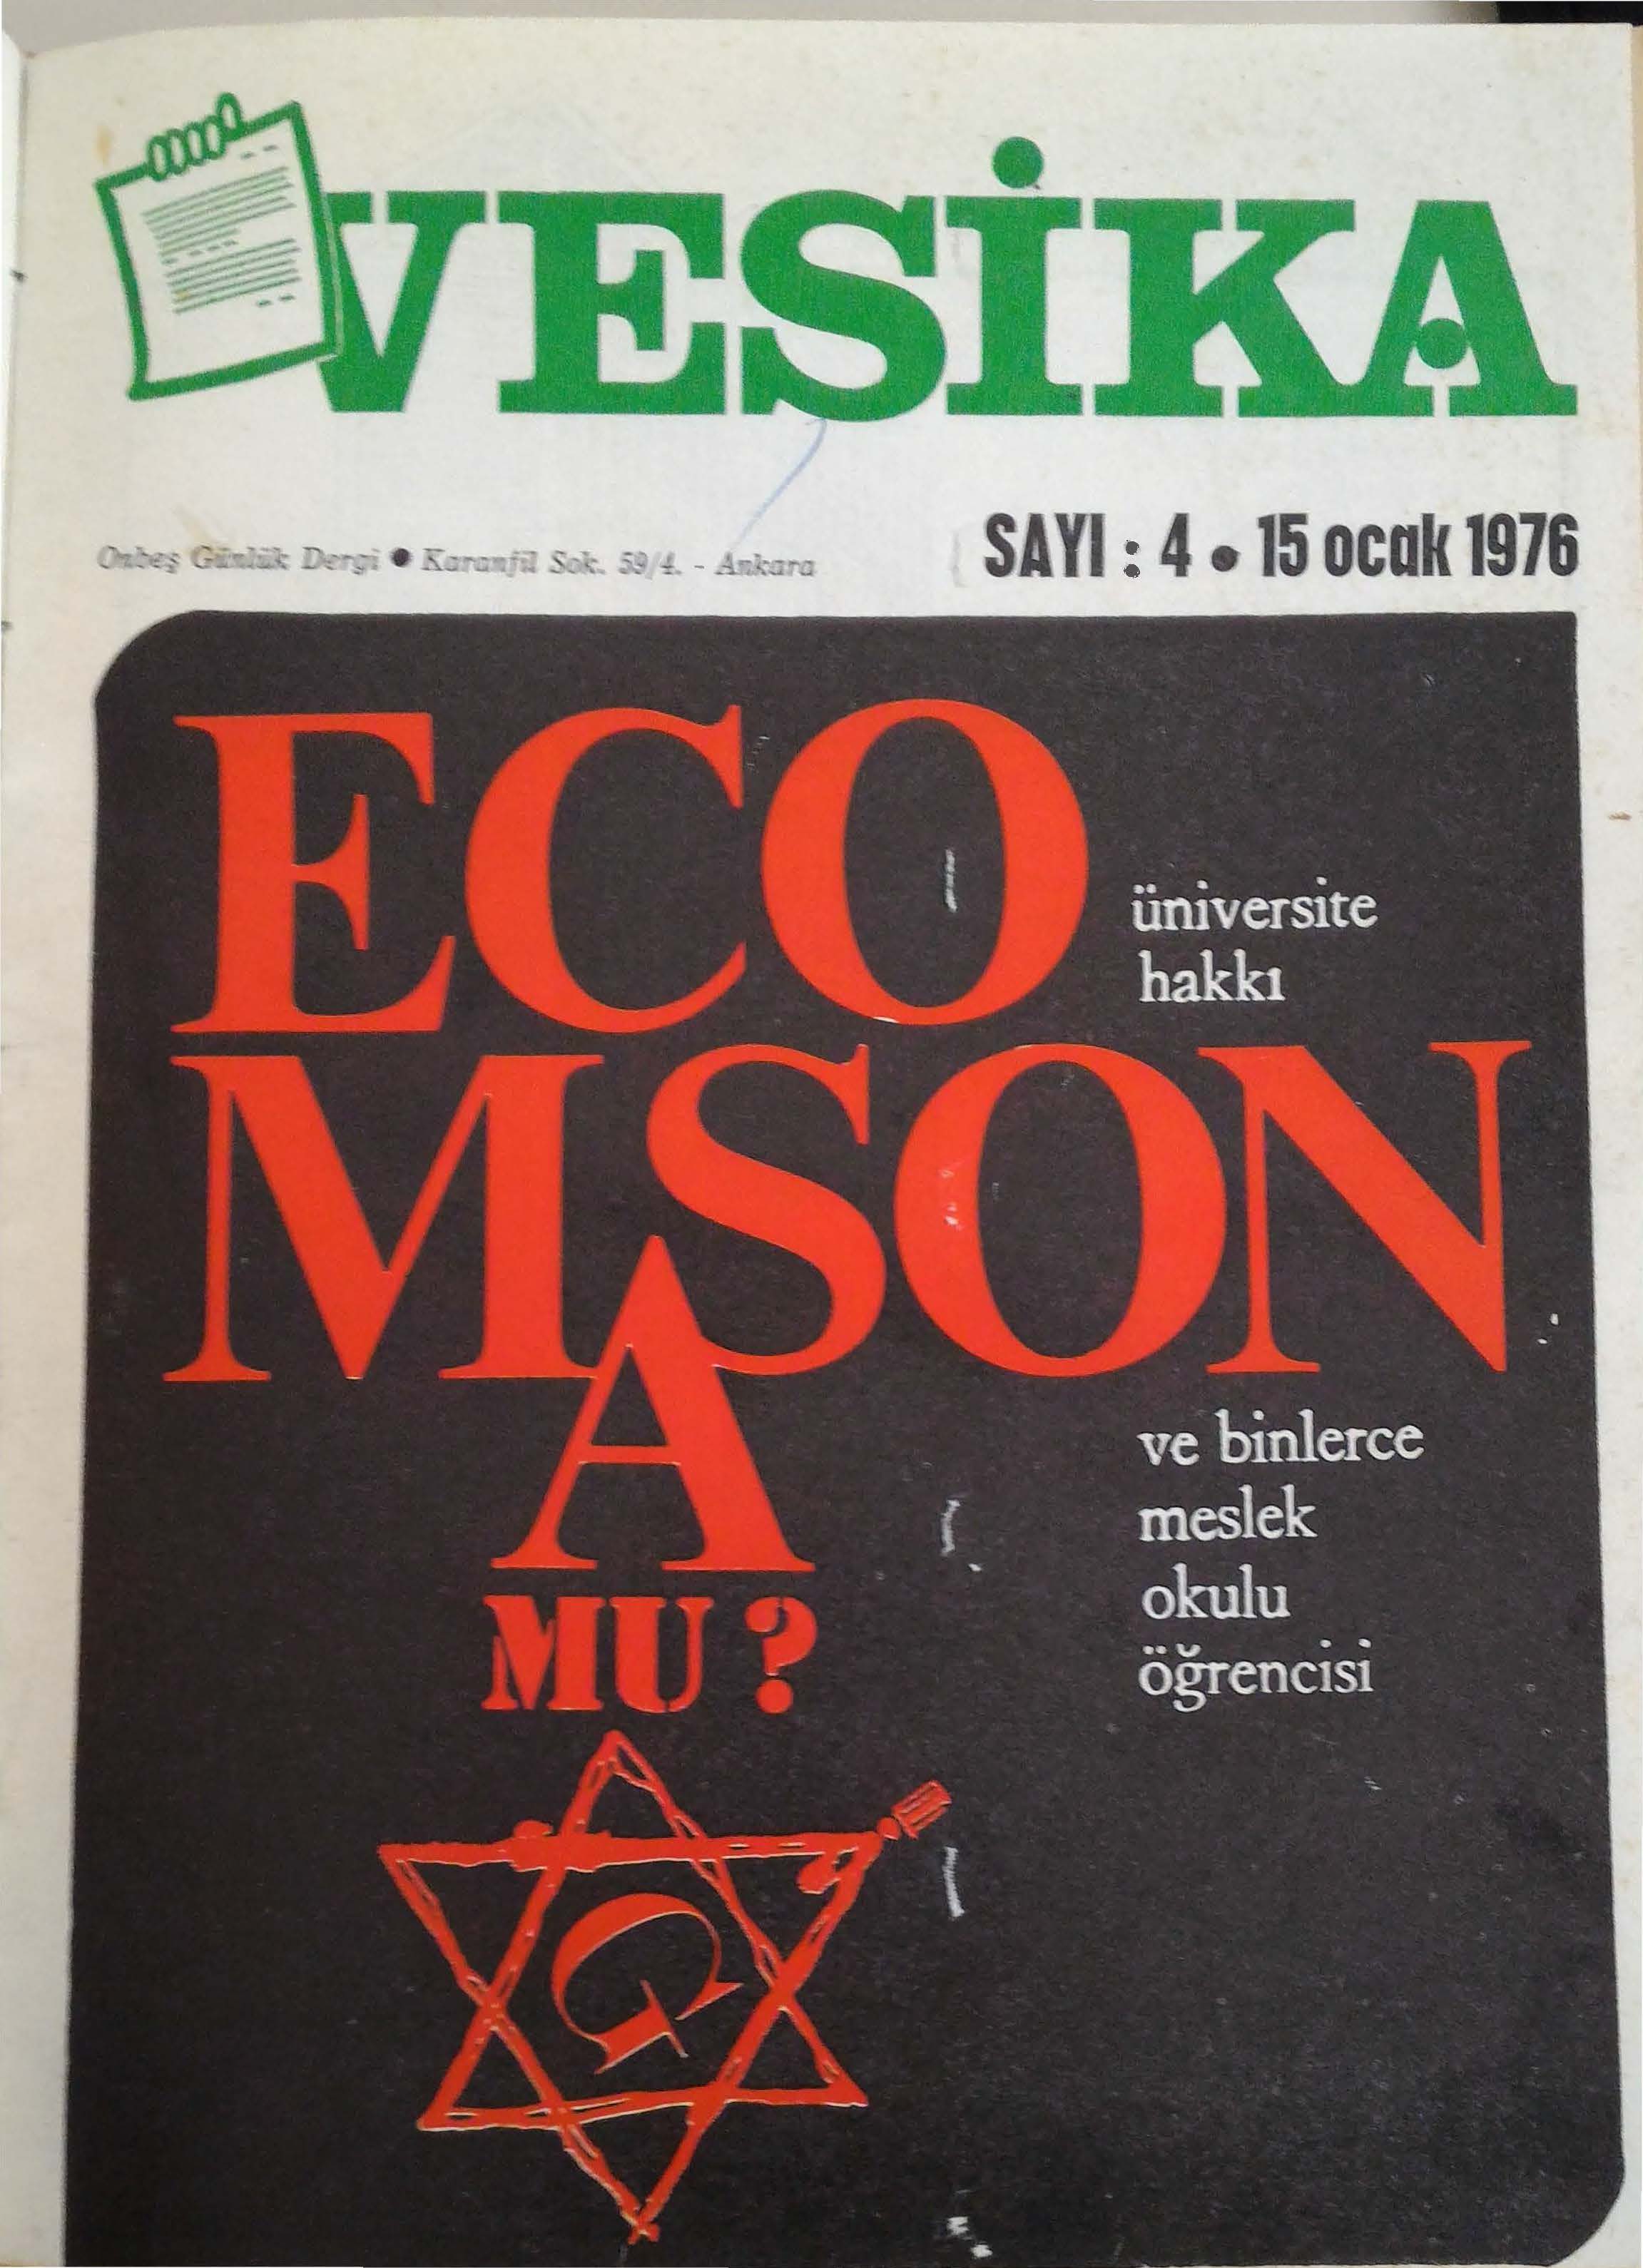 VESİKA
Onbeş Günlük Dergi ● Karanfil Sok. 59/4. - Ankara
SAYI : 4 • 15 ocak 1976
ECO
üniversite
hakkı
MSON
A
MU ?
ve binlerce
meslek
okulu
öğrencisi
G